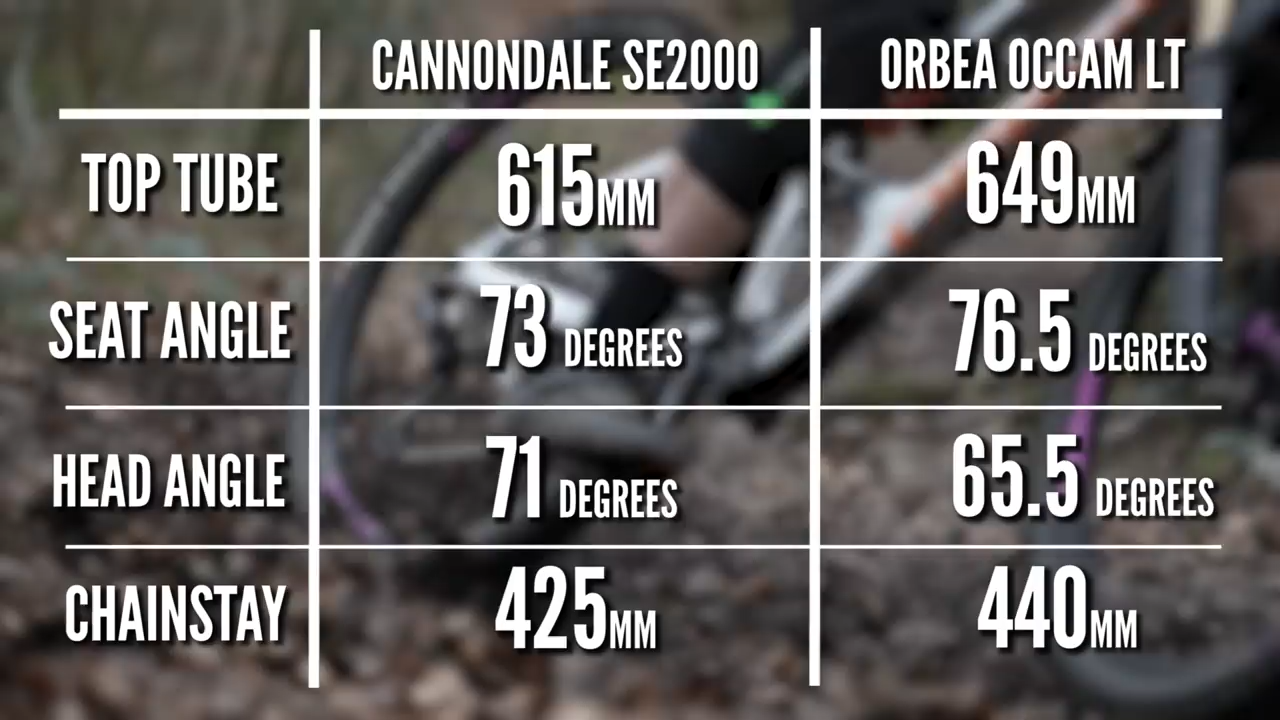 CANNONDALE SE2000 ORBEA OCCAM LT
TOP TUBE 615MM 649MM
SEAT ANGLE 73 DEGREES 76.5 DEGREES
HEAD ANGLE 71 DEGREES 65.5 DEGREES
CHAINSTAY 425MM 440MM